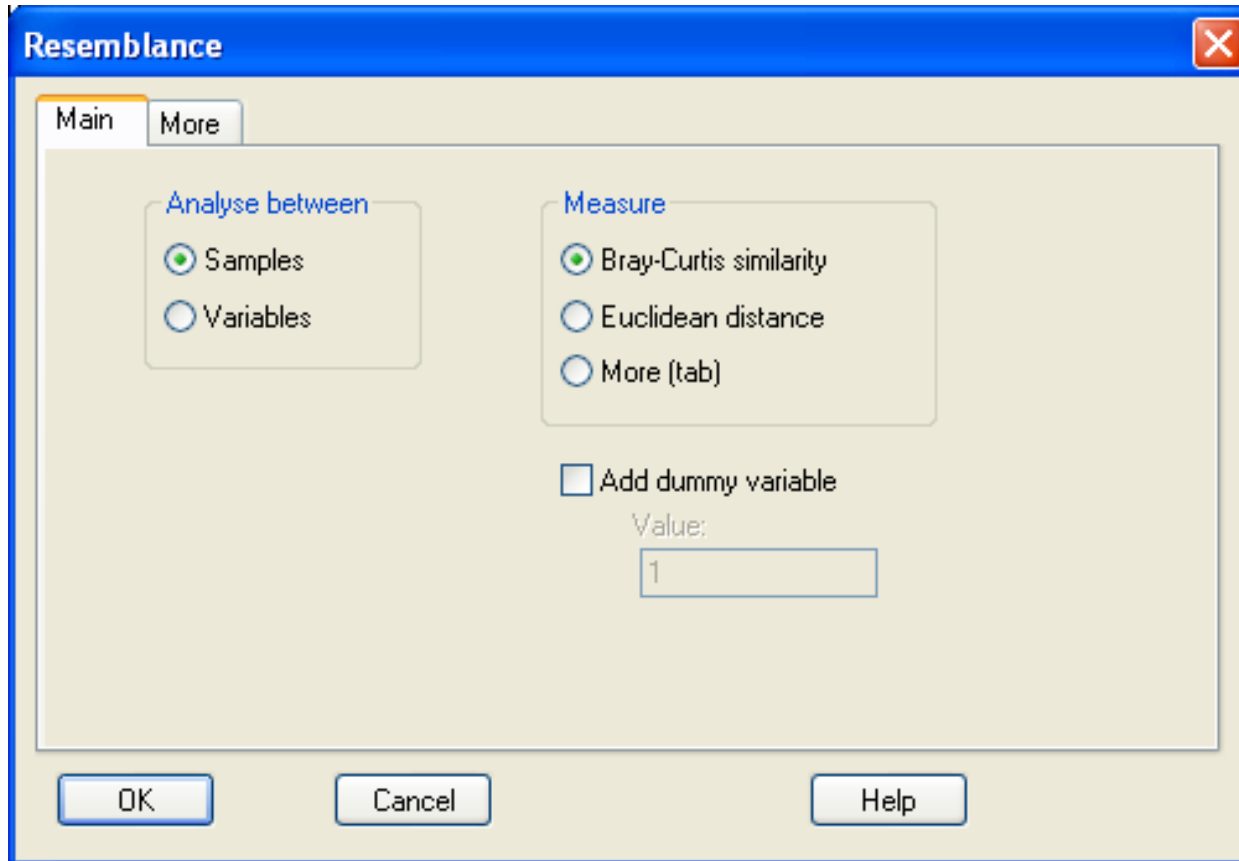 Resemblance
Main
More
Analyse between
Samples
Variables
Measure
Bray-Curtis similarity
Euclidean distance
More (tab)
Add dummy variable
Value:
1
OK
Cancel
Help